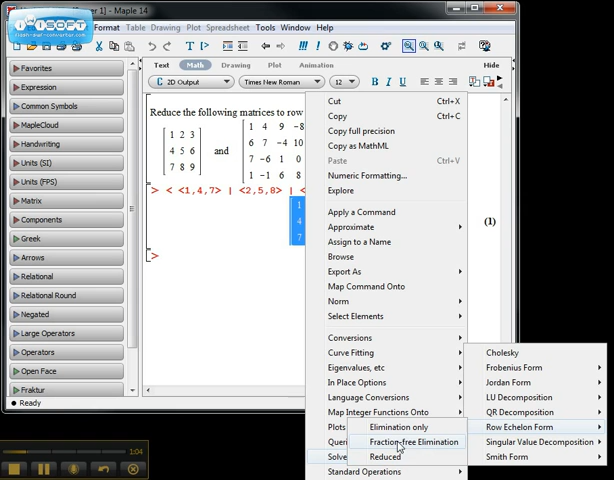 iWiSOFT
flash-swf-converter.com
1] - Maple 14
Format Table Drawing Plot Spreadsheet Tools Window Help
Text Math Drawing Plot Animation Hide
2D Output Times New Roman 12 B I U
Favorites
Expression
Common Symbols
MapleCloud
Handwriting
Units (SI)
Units (FPS)
Matrix
Components
Greek
Arrows
Relational
Relational Round
Negated
Large Operators
Operators
Open Face
Fraktur
Ready
Reduce the following matrices to row
1 2 3
4 5 6
7 8 9
and
1 4 9 -8
6 7 -4 10
7 -6 1 0
1 -1 6 8
> < <1,4,7> | <2,5,8> | <
1
4
7
(1)
>
Cut Ctrl+X
Copy Ctrl+C
Copy full precision
Copy as MathML
Paste Ctrl+V
Numeric Formatting...
Explore
Apply a Command
Approximate
Assign to a Name
Browse
Export As
Map Command Onto
Norm
Select Elements
Conversions
Curve Fitting
Eigenvalues, etc
In Place Options
Language Conversions
Map Integer Functions Onto
Plots
Queri
Solve
Standard Operations
Cholesky
Frobenius Form
Jordan Form
LU Decomposition
QR Decomposition
Row Echelon Form
Singular Value Decomposition
Smith Form
Elimination only
Fraction-free Elimination
Reduced
1:04